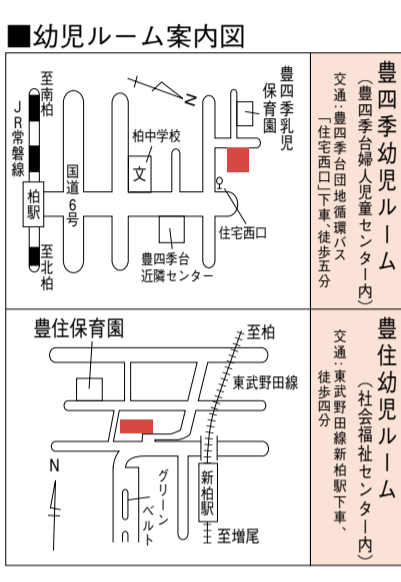 ■幼児ルーム案内図
豊四季幼児ルーム
(豊四季台婦人児童センター内)
交通:豊四季台団地循環バス
「住宅西口」下車、徒歩五分
至南柏
JR常磐線
柏駅
至北柏
国道6号
柏中学校
文
N
豊四季乳児
保育園
住宅西口
豊四季台
近隣センター
豊住幼児ルーム
(社会福祉センター内)
交通:東武野田線新柏駅下車、
徒歩四分
豊住保育園
至柏
東武野田線
N
グリーン
ベルト
新柏駅
至増尾